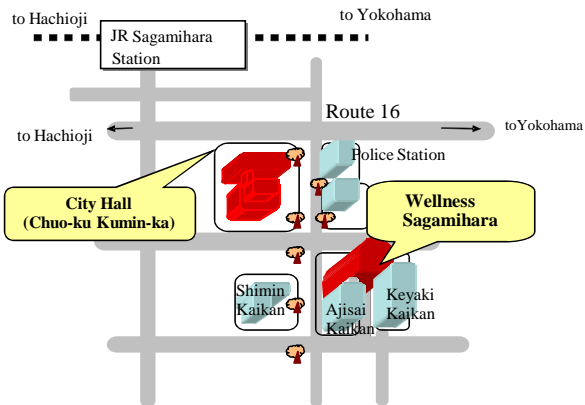 to Hachioji
to Yokohama
JR Sagamihara
Station
Route 16
to Hachioji
toYokohama
Police Station
City Hall
(Chuo-ku Kumin-ka)
Wellness
Sagamihara
Shimin
Kaikan
Ajisai
Kaikan
Keyaki
Kaikan